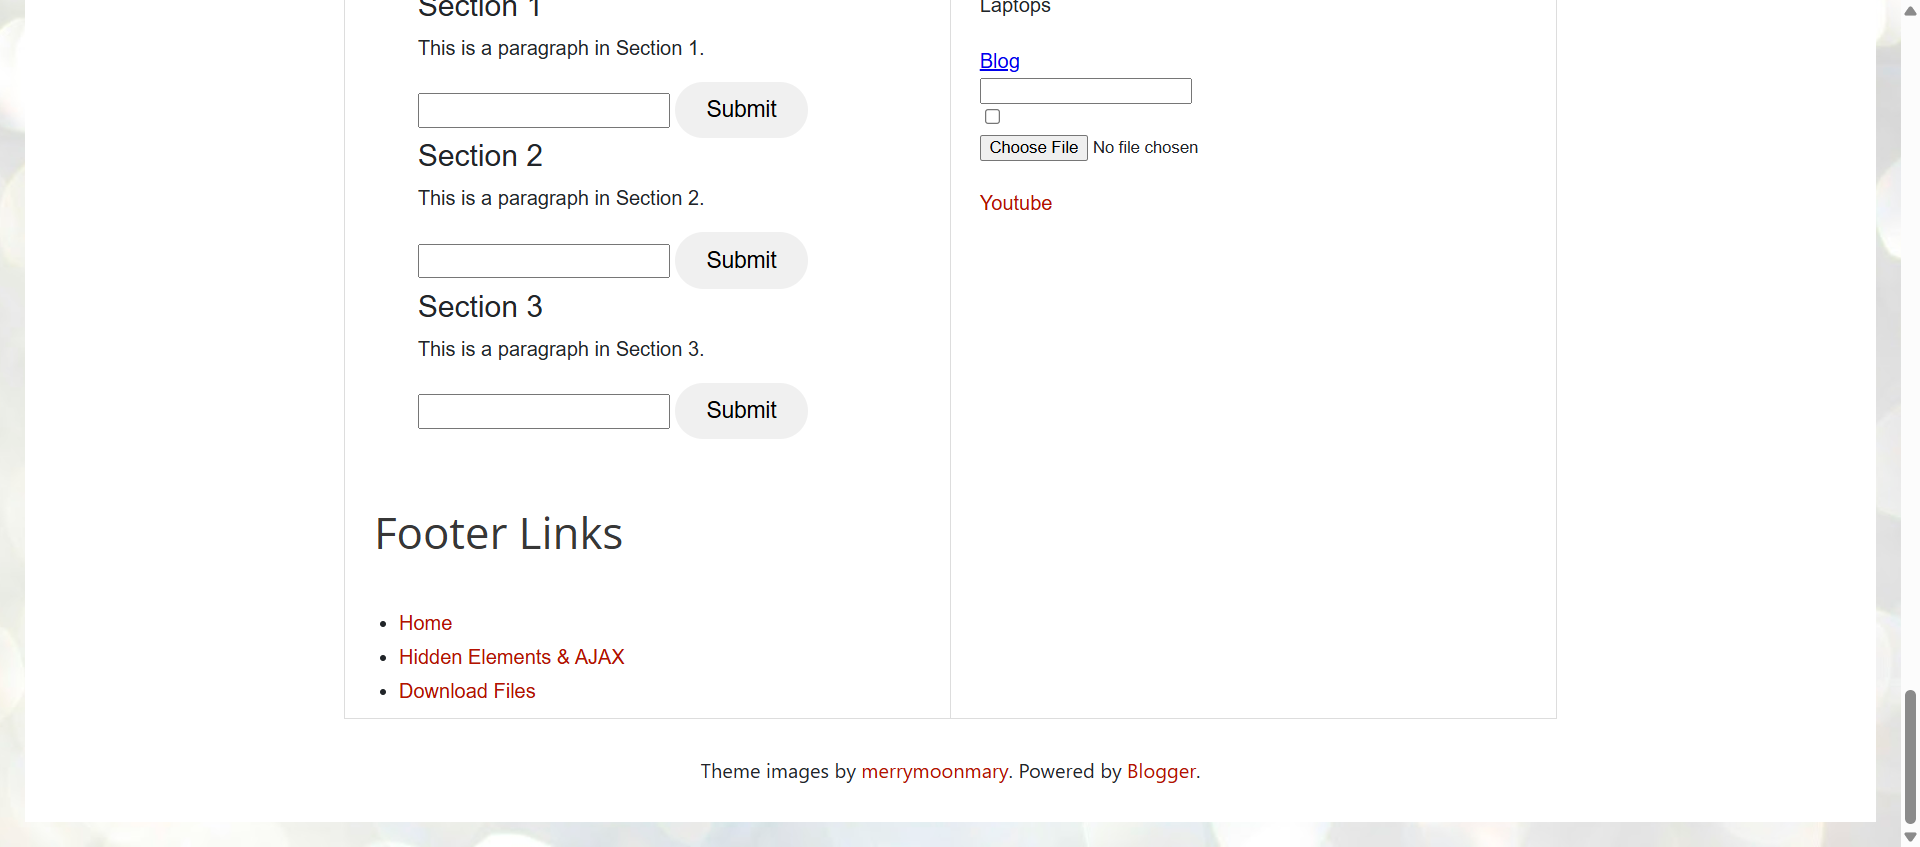 Section 1
This is a paragraph in Section 1.
Submit
Section 2
This is a paragraph in Section 2.
Submit
Section 3
This is a paragraph in Section 3.
Submit
Footer Links
Home
Hidden Elements & AJAX
Download Files
Laptops
Blog
Choose File No file chosen
Youtube
Theme images by merrymoonmary. Powered by Blogger.